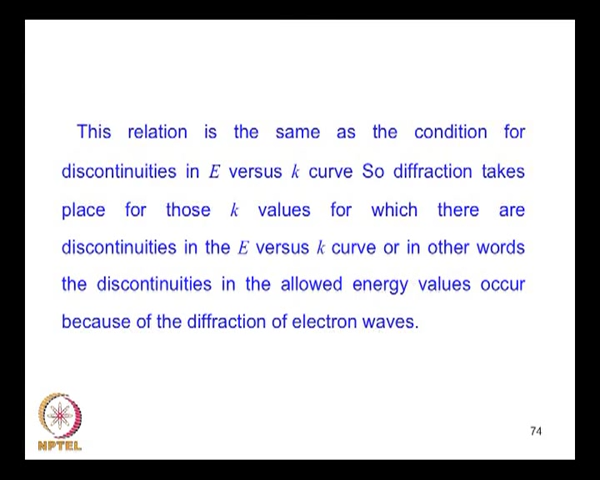 This relation is the same as the condition for
discontinuities in E versus k curve So diffraction takes
place for those k values for which there are
discontinuities in the E versus k curve or in other words
the discontinuities in the allowed energy values occur
because of the diffraction of electron waves.
NPTEL
74